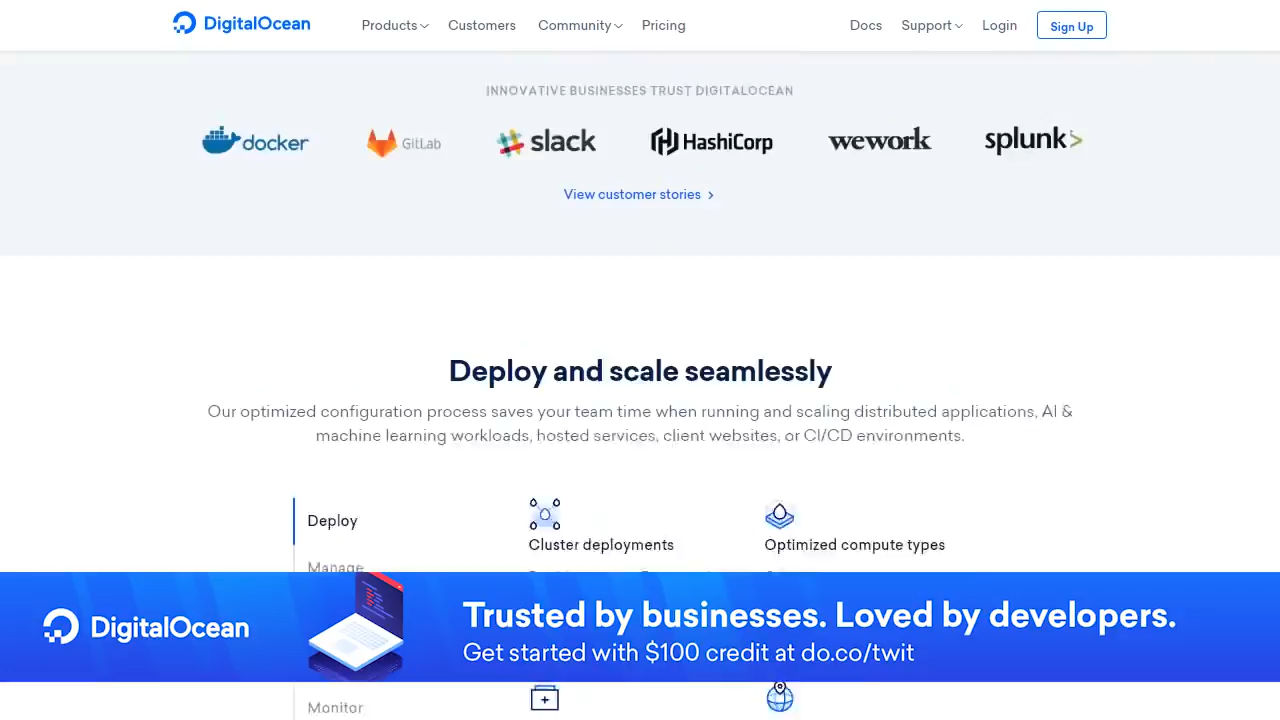 DigitalOcean Products Customers Community Pricing Docs Support Login Sign Up
INNOVATIVE BUSINESSES TRUST DIGITALOCEAN
docker GitLab slack HashiCorp wework splunk>
View customer stories >
Deploy and scale seamlessly
Our optimized configuration process saves your team time when running and scaling distributed applications, AI &
machine learning workloads, hosted services, client websites, or CI/CD environments.
Deploy
Cluster deployments Optimized compute types
Manage
DigitalOcean
Trusted by businesses. Loved by developers.
Get started with $100 credit at do.co/twit
Monitor